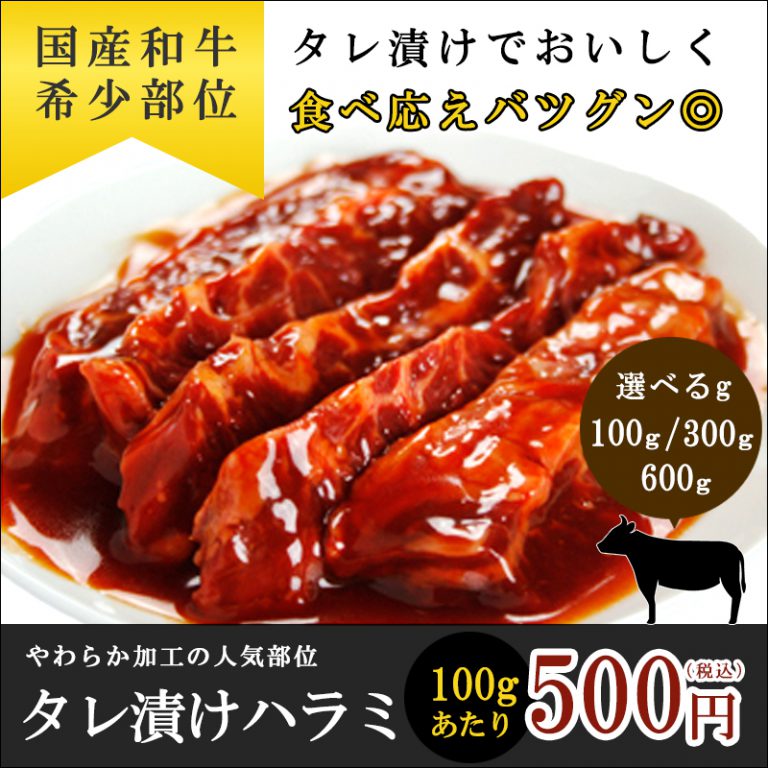 国産和牛
希少部位
タレ漬けでおいしく
食べ応えバツグン◎
選べるg
100g/300g
600g
やわらか加工の人気部位
タレ漬けハラミ
100g
あたり
500円
(税込)